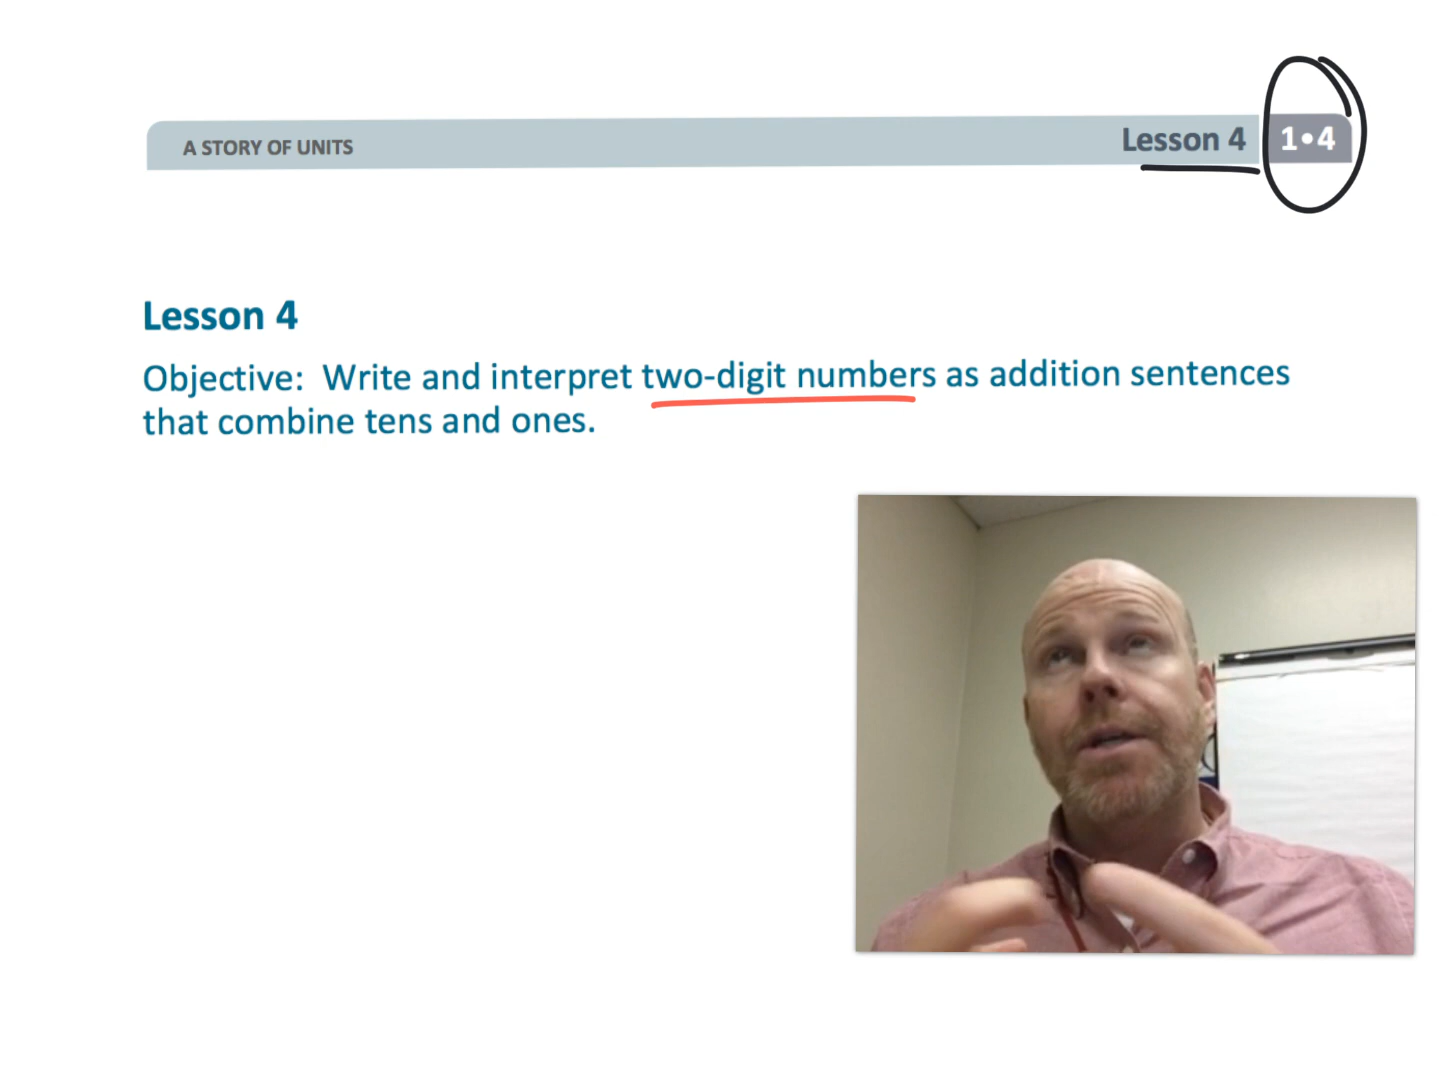 A STORY OF UNITS
Lesson 4
1•4
Lesson 4
Objective: Write and interpret two-digit numbers as addition sentences
that combine tens and ones.